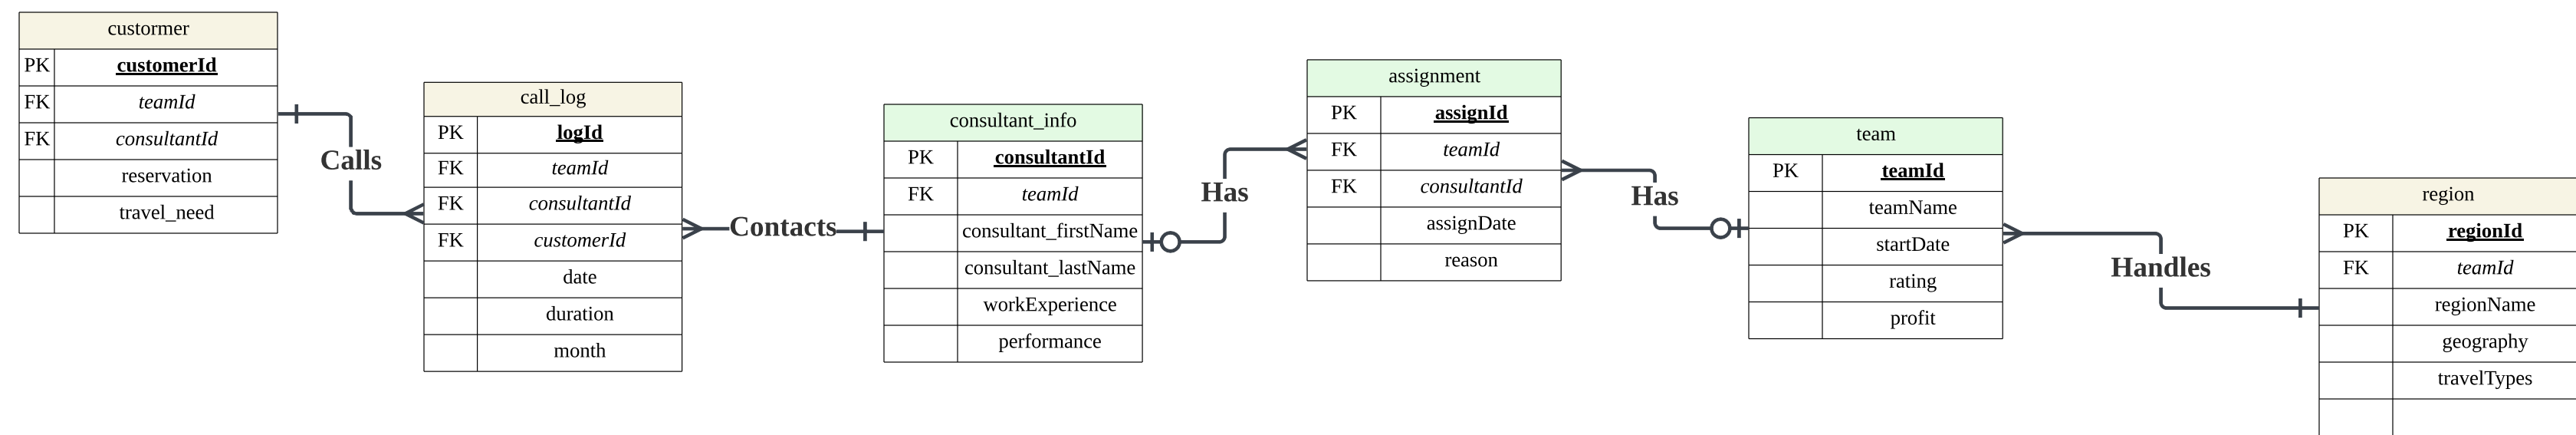 custormer
PK customerId
FK teamId
FK consultantId
reservation
travel_need
Calls
call_log
PK logId
FK teamId
FK consultantId
FK customerId
date
duration
month
Contacts
consultant_info
PK consultantId
FK teamId
consultant_firstName
consultant_lastName
workExperience
performance
Has
assignment
PK assignId
FK teamId
FK consultantId
assignDate
reason
Has
team
PK teamId
teamName
startDate
rating
profit
Handles
region
PK regionId
FK teamId
regionName
geography
travelTypes